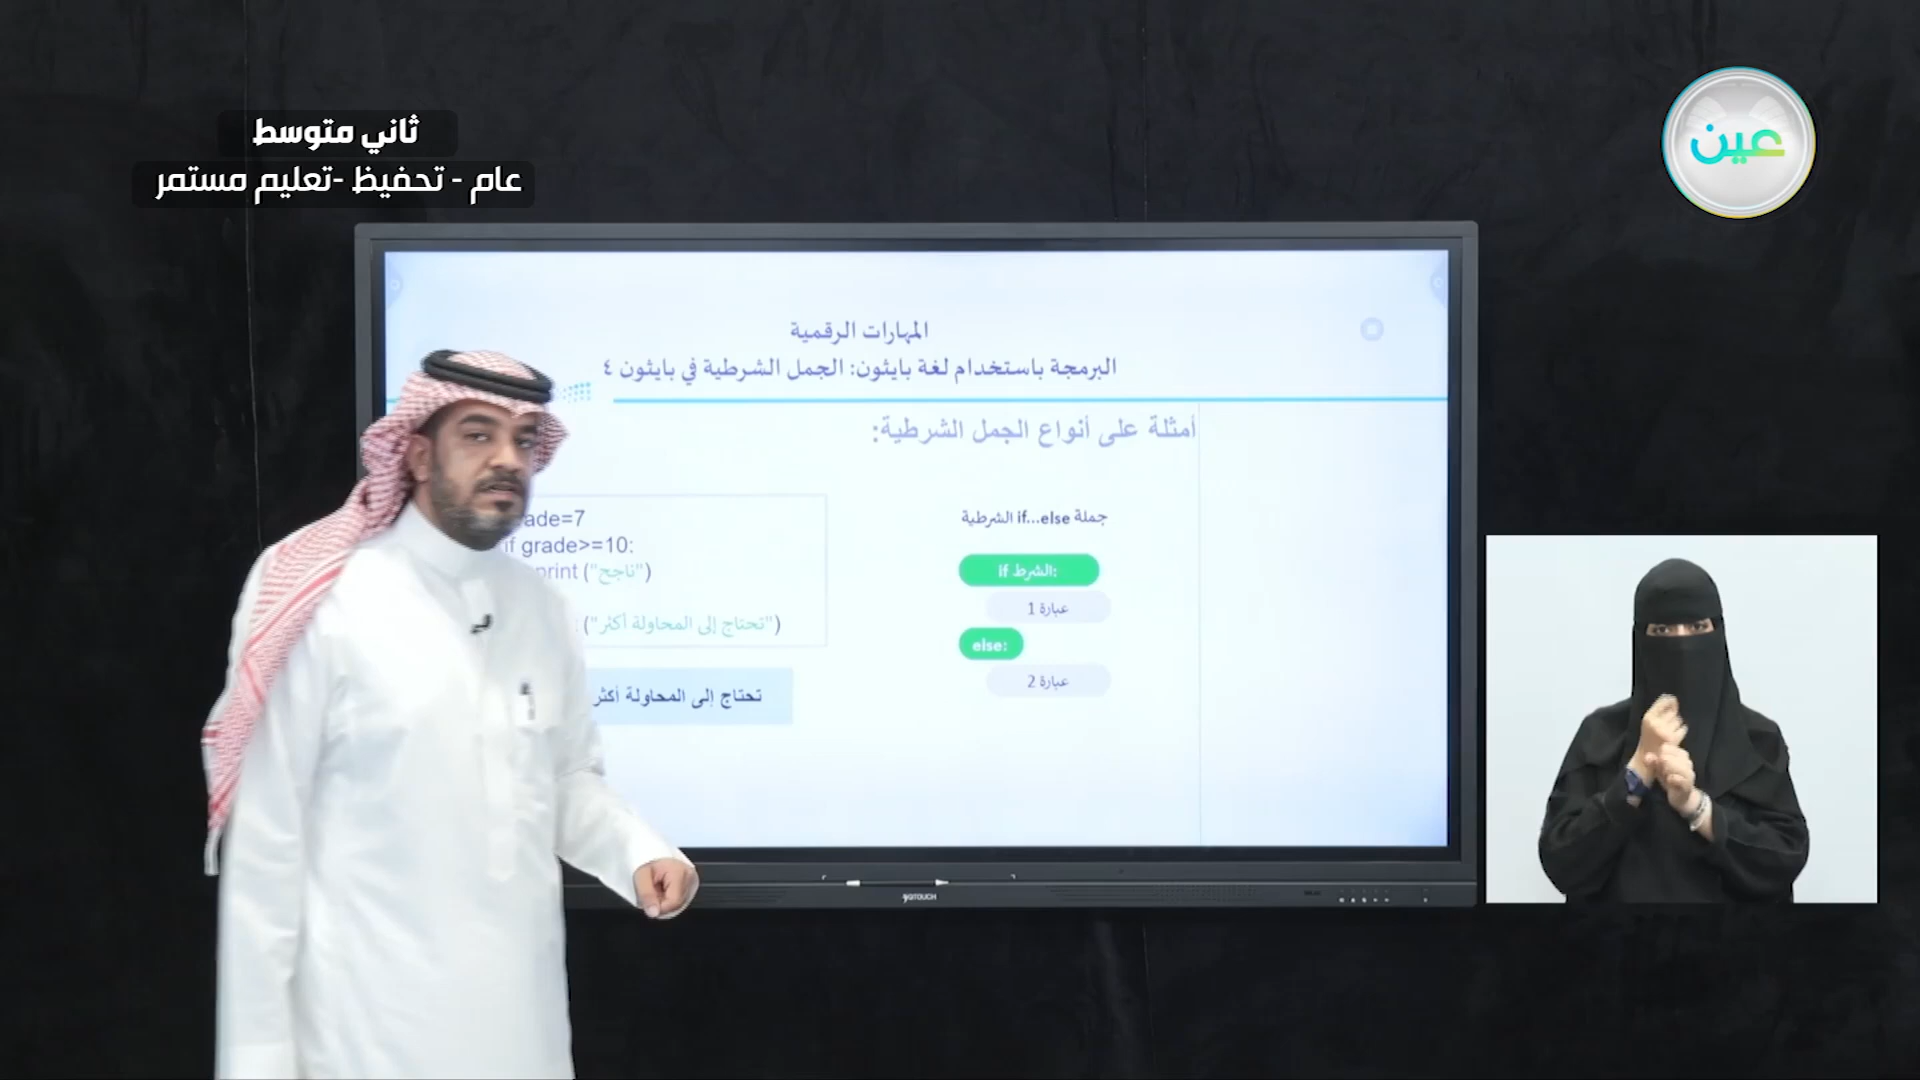 ثاني متوسط
عام - تحفيظ -تعليم مستمر
عين
المهارات الرقمية
البرمجة باستخدام لغة بايثون: الجمل الشرطية في بايثون ٤
أمثلة على أنواع الجمل الشرطية:
جملة if...else الشرطية
if الشرط:
عبارة 1
else:
عبارة 2
ade=7
if grade>=10:
print ("ناجح")
("تحتاج إلى المحاولة أكثر")
تحتاج إلى المحاولة أكثر